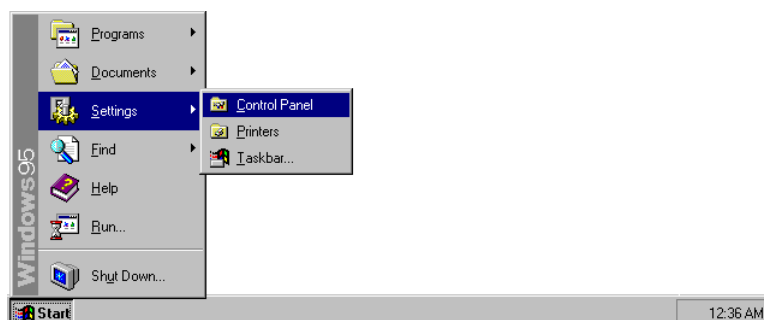 Windows95
Programs
Documents
Settings
Find
Help
Run...
Shut Down...
Control Panel
Printers
Taskbar...
Start
12:36 AM